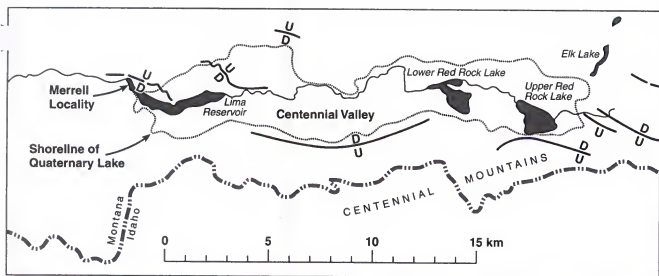 U
D
Elk Lake
U
D
U
D
Merrell
Locality
Lower Red Rock Lake
Upper Red
Rock Lake
Lima
Reservoir
Centennial Valley
D
U
D
U
D
U
D
U
Shoreline of
Quaternary Lake
CENTENNIAL MOUNTAINS
Montana
Idaho
0 5 10 15 km